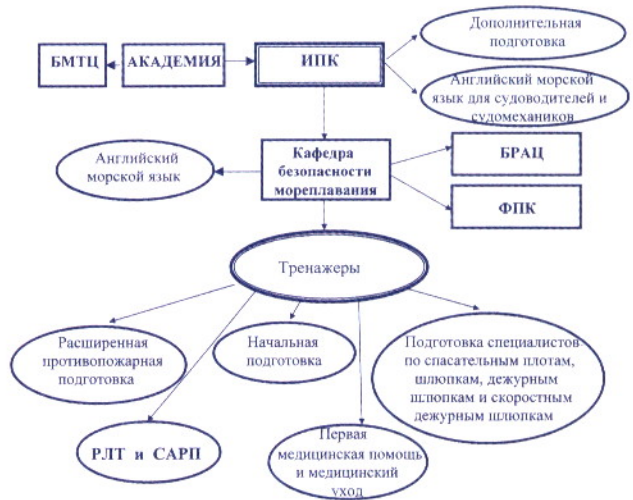 Дополнительная
подготовка
БМТЦ
АКАДЕМИЯ
ИПК
Английский морской
язык для судоводителей и
судомехаников
Английский
морской язык
Кафедра
безопасности
мореплавания
БРАЦ
ФПК
Тренажеры
Расширенная
противопожарная
подготовка
Начальная
подготовка
Подготовка специалистов
по спасательным плотам,
шлюпкам, дежурным
шлюпкам и скоростным
дежурным шлюпкам
РЛТ и САРП
Первая
медицинская помощь
и медицинский
уход